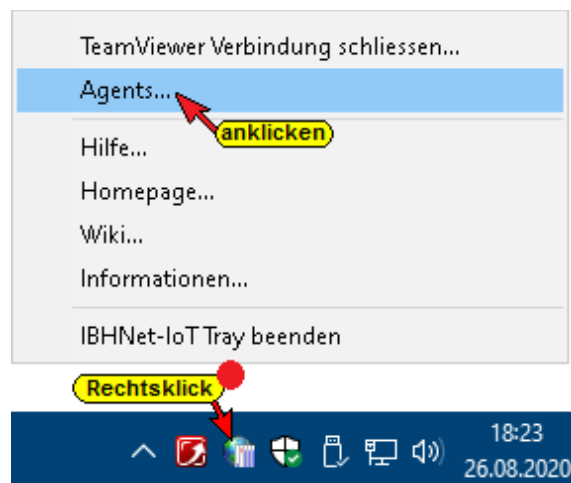 TeamViewer Verbindung schliessen...
Agents...
anklicken
Hilfe...
Homepage...
Wiki...
Informationen...
IBHNet-IoT Tray beenden
Rechtsklick
18:23
26.08.2020